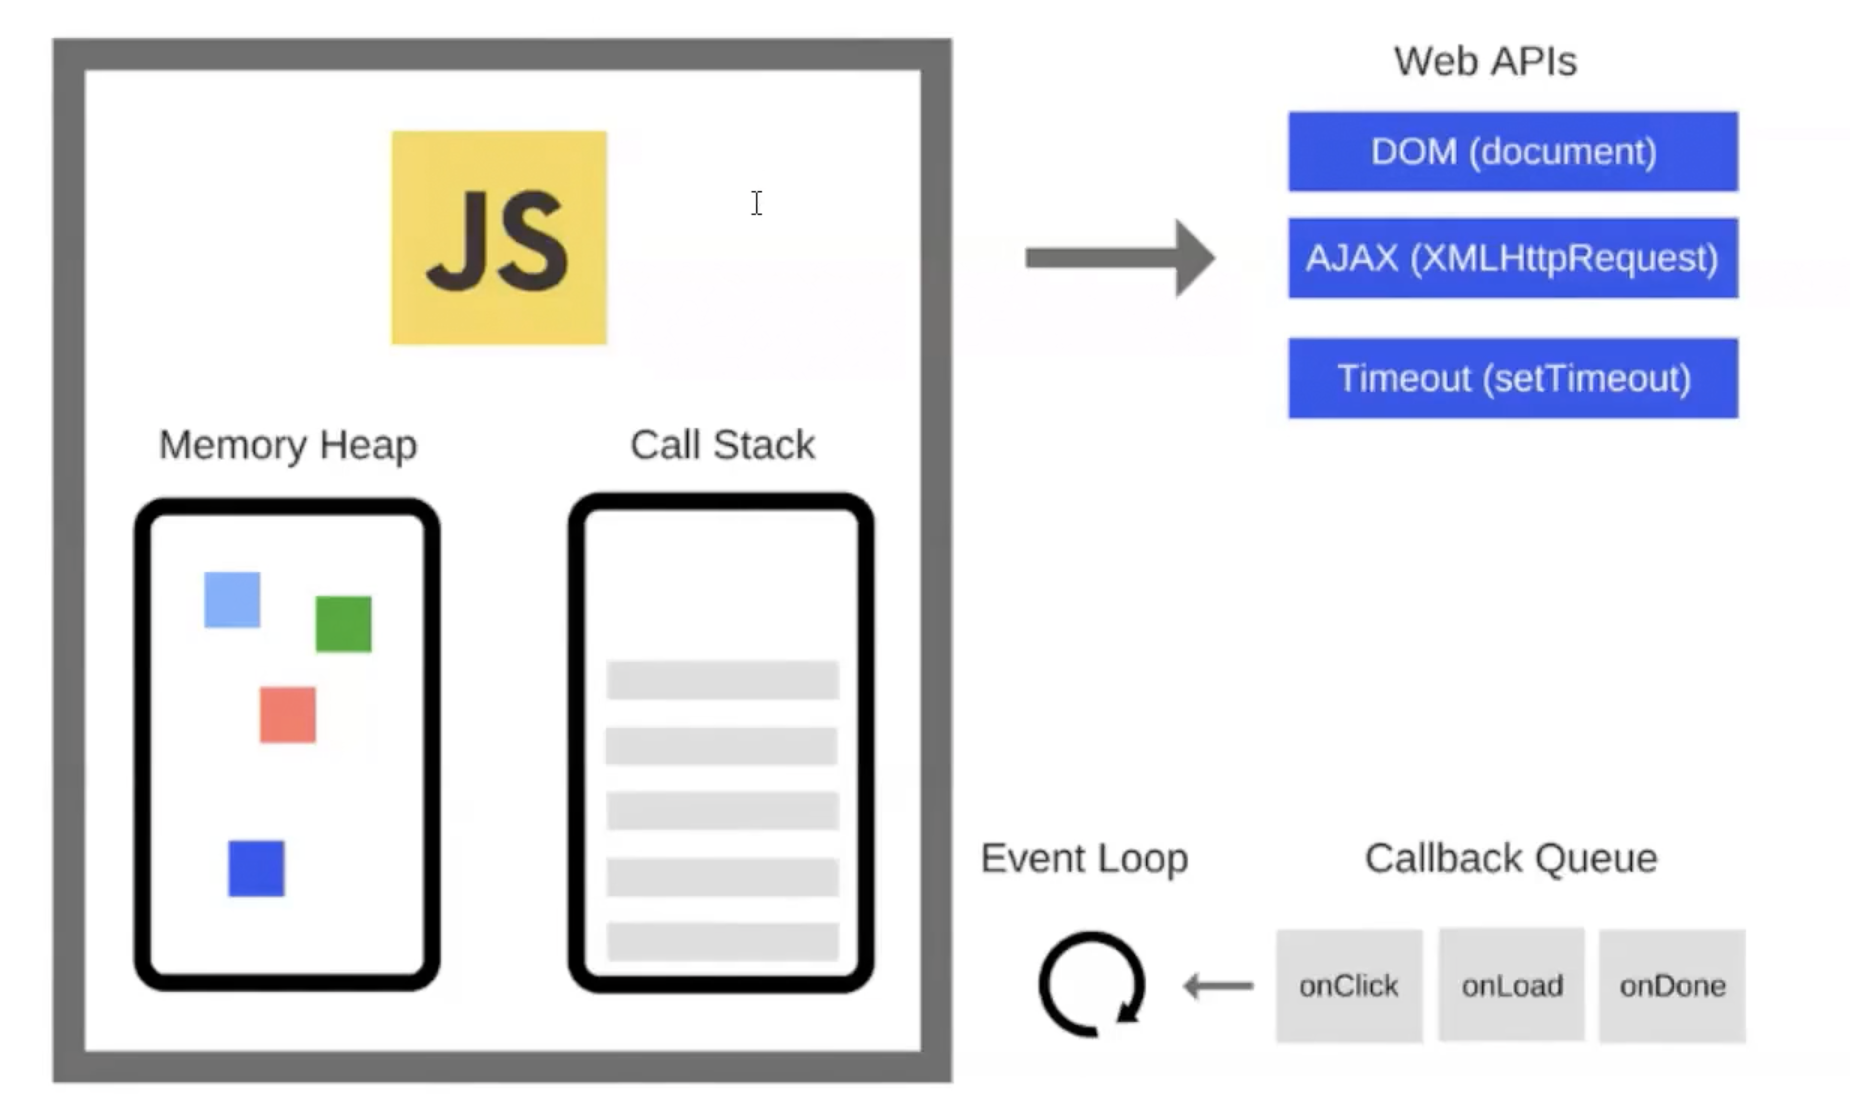 Web APIs
DOM (document)
AJAX (XMLHttpRequest)
Timeout (setTimeout)
JS
Memory Heap
Call Stack
Event Loop
Callback Queue
onClick
onLoad
onDone